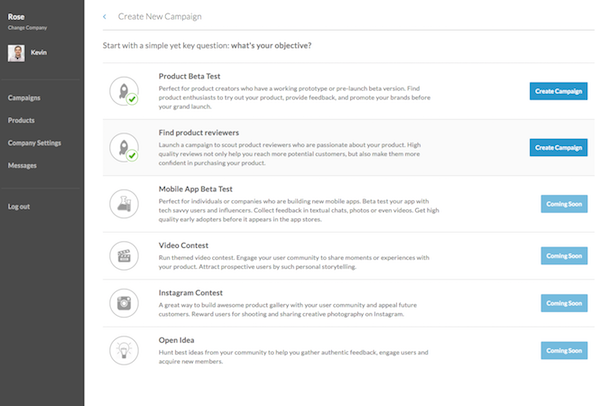 Rose
Change Company
Kevin
Campaigns
Products
Company Settings
Messages
Log out
< Create New Campaign
Start with a simple yet key question: what's your objective?
Product Beta Test
Perfect for product creators who have a working prototype or pre-launch beta version. Find
product enthusiasts to try out your product, provide feedback, and promote your brands before
your grand launch.
Create Campaign
Find product reviewers
Launch a campaign to scout product reviewers who are passionate about your product. High
quality reviews not only help you reach more potential customers, but also make them more
confident in purchasing your product.
Create Campaign
Mobile App Beta Test
Perfect for individuals or companies who are building new mobile apps. Beta test your app with
tech savvy users and influencers. Collect feedback in textual chats, photos or even videos. Get high
quality early adopters before it appears in the app stores.
Coming Soon
Video Contest
Run themed video contest. Engage your user community to share moments or experiences with
your product. Attract prospective users by such personal storytelling.
Coming Soon
Instagram Contest
A great way to build awesome product gallery with your user community and appeal future
customers. Reward users for shooting and sharing creative photography on Instagram.
Coming Soon
Open Idea
Hunt best ideas from your community to help you gather authentic feedback, engage users and
acquire new members.
Coming Soon